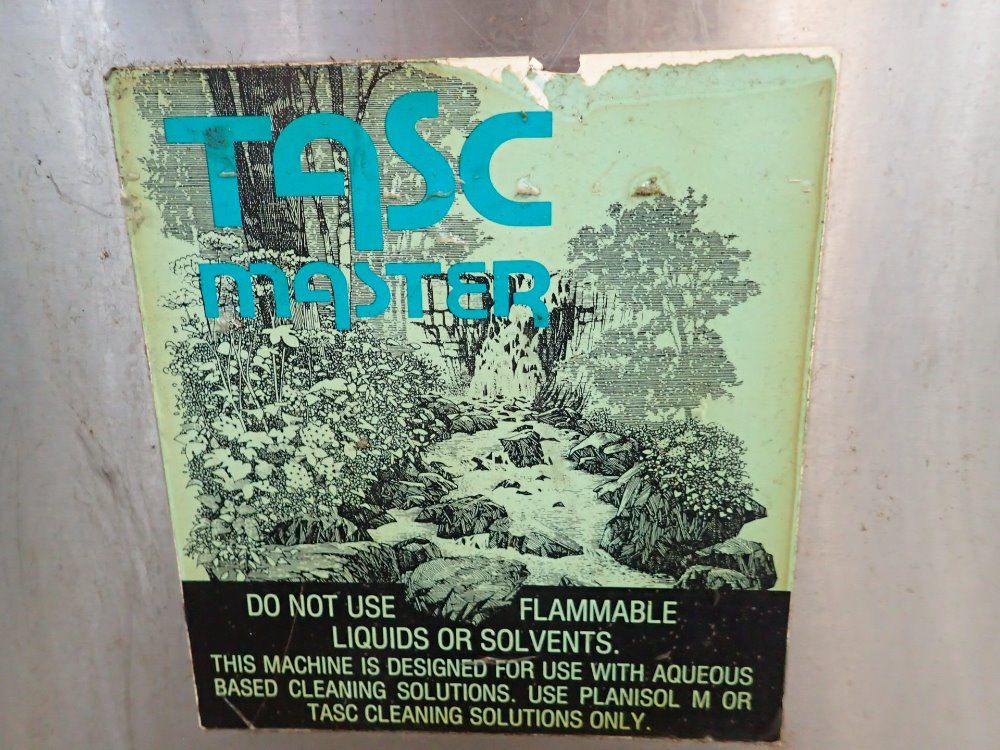 TASC
MASTER
DO NOT USE FLAMMABLE
LIQUIDS OR SOLVENTS.
THIS MACHINE IS DESIGNED FOR USE WITH AQUEOUS
BASED CLEANING SOLUTIONS. USE PLANISOL M OR
TASC CLEANING SOLUTIONS ONLY.